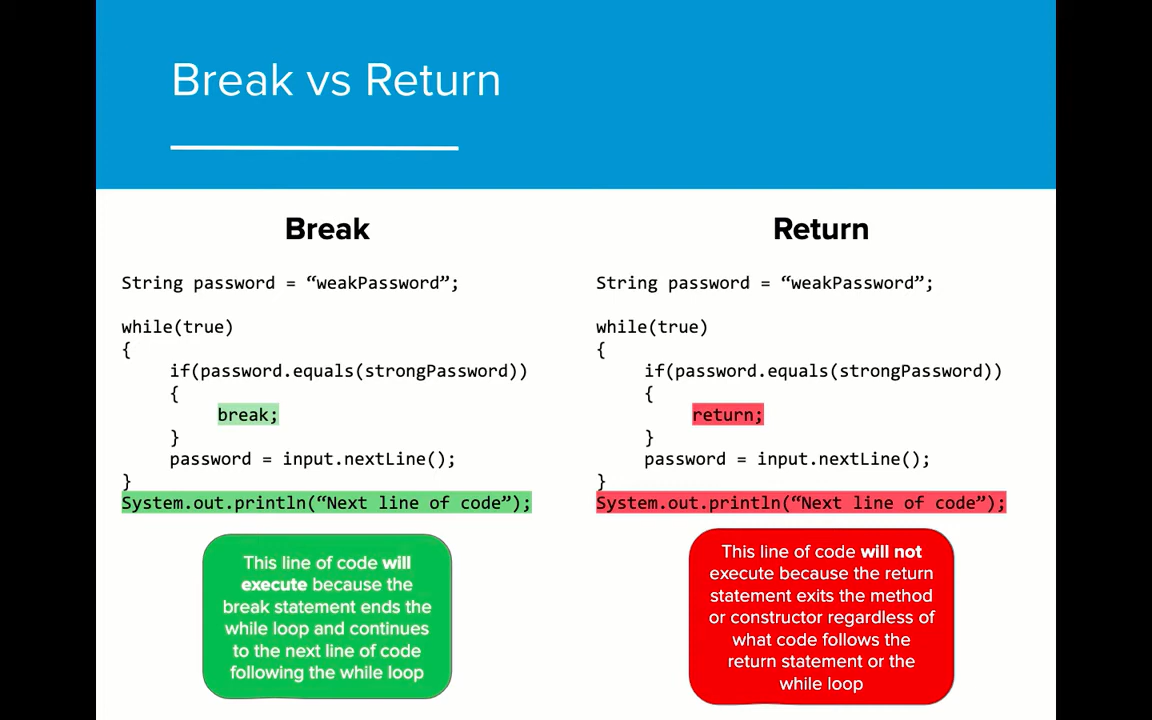 Break vs Return
Break
String password = “weakPassword”;
while(true)
{
if(password.equals(strongPassword))
{
break;
}
password = input.nextLine();
}
System.out.println(“Next line of code”);
This line of code will
execute because the
break statement ends the
while loop and continues
to the next line of code
following the while loop
Return
String password = “weakPassword”;
while(true)
{
if(password.equals(strongPassword))
{
return;
}
password = input.nextLine();
}
System.out.println(“Next line of code”);
This line of code will not
execute because the return
statement exits the method
or constructor regardless of
what code follows the
return statement or the
while loop